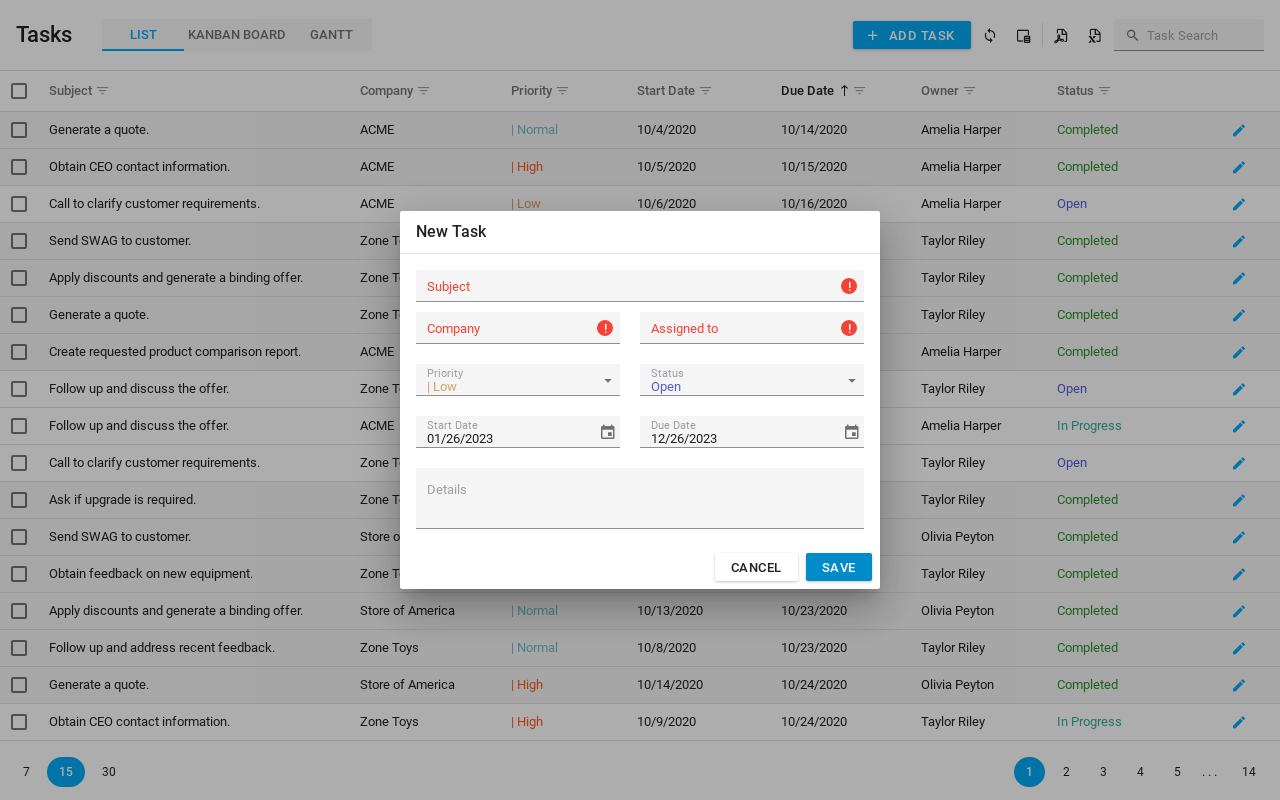 Tasks LIST KANBAN BOARD GANTT ADD TASK Task Search
Subject Company Priority Start Date Due Date Owner Status
Generate a quote. ACME | Normal 10/4/2020 10/14/2020 Amelia Harper Completed
Obtain CEO contact information. ACME | High 10/5/2020 10/15/2020 Amelia Harper Completed
Call to clarify customer requirements. ACME | Low 10/6/2020 10/16/2020 Amelia Harper Open
Send SWAG to customer. Zone Taylor Riley Completed
Apply discounts and generate a binding offer. Zone Taylor Riley Completed
Generate a quote. Zone Taylor Riley Completed
Create requested product comparison report. ACME Amelia Harper Completed
Follow up and discuss the offer. Zone Taylor Riley Open
Follow up and discuss the offer. ACME Amelia Harper In Progress
Call to clarify customer requirements. Zone Taylor Riley Open
Ask if upgrade is required. Zone Taylor Riley Completed
Send SWAG to customer. Store Olivia Peyton Completed
Obtain feedback on new equipment. Zone Taylor Riley Completed
Apply discounts and generate a binding offer. Store of America | Normal 10/13/2020 10/23/2020 Olivia Peyton Completed
Follow up and address recent feedback. Zone Toys | Normal 10/8/2020 10/23/2020 Taylor Riley Completed
Generate a quote. Store of America | High 10/14/2020 10/24/2020 Olivia Peyton Completed
Obtain CEO contact information. Zone Toys | High 10/9/2020 10/24/2020 Taylor Riley In Progress
7 15 30 1 2 3 4 5 . . . 14
New Task
Subject !
Company ! Assigned to !
Priority Status
| Low Open
Start Date Due Date
01/26/2023 12/26/2023
Details
CANCEL SAVE